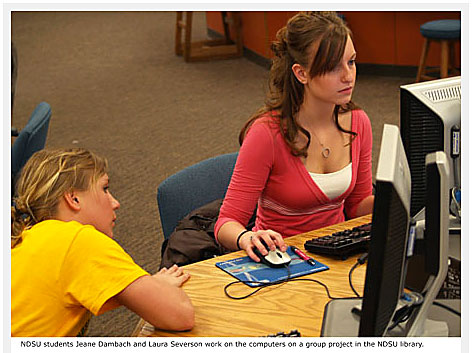 NDSU students Jeane Dambach and Laura Severson work on the computers on a group project in the NDSU library.